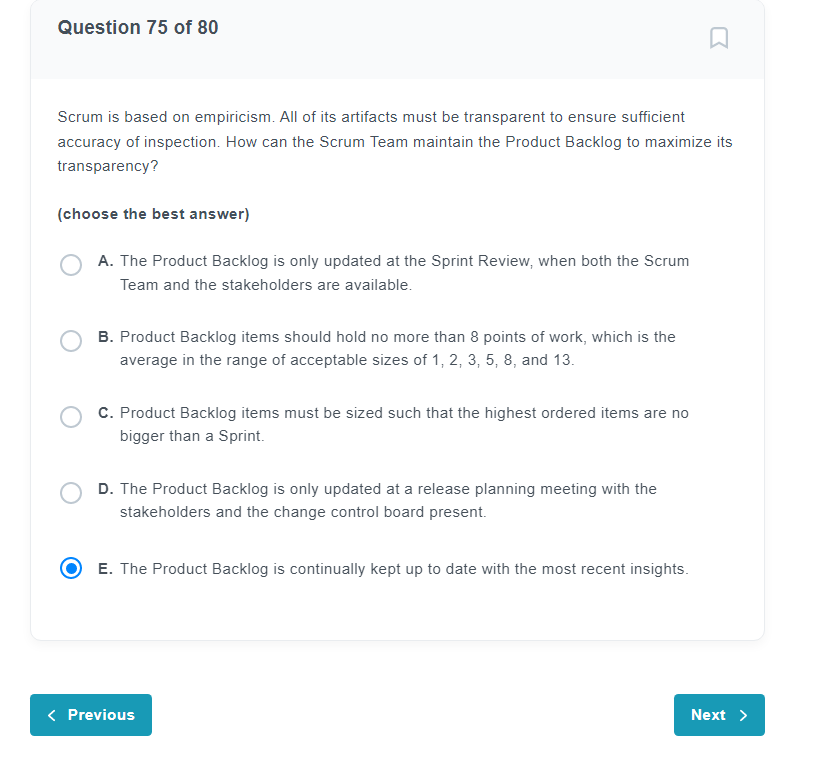 Question 75 of 80
Scrum is based on empiricism. All of its artifacts must be transparent to ensure sufficient
accuracy of inspection. How can the Scrum Team maintain the Product Backlog to maximize its
transparency?
(choose the best answer)
A. The Product Backlog is only updated at the Sprint Review, when both the Scrum
Team and the stakeholders are available.
B. Product Backlog items should hold no more than 8 points of work, which is the
average in the range of acceptable sizes of 1, 2, 3, 5, 8, and 13.
C. Product Backlog items must be sized such that the highest ordered items are no
bigger than a Sprint.
D. The Product Backlog is only updated at a release planning meeting with the
stakeholders and the change control board present.
E. The Product Backlog is continually kept up to date with the most recent insights.
Previous
Next